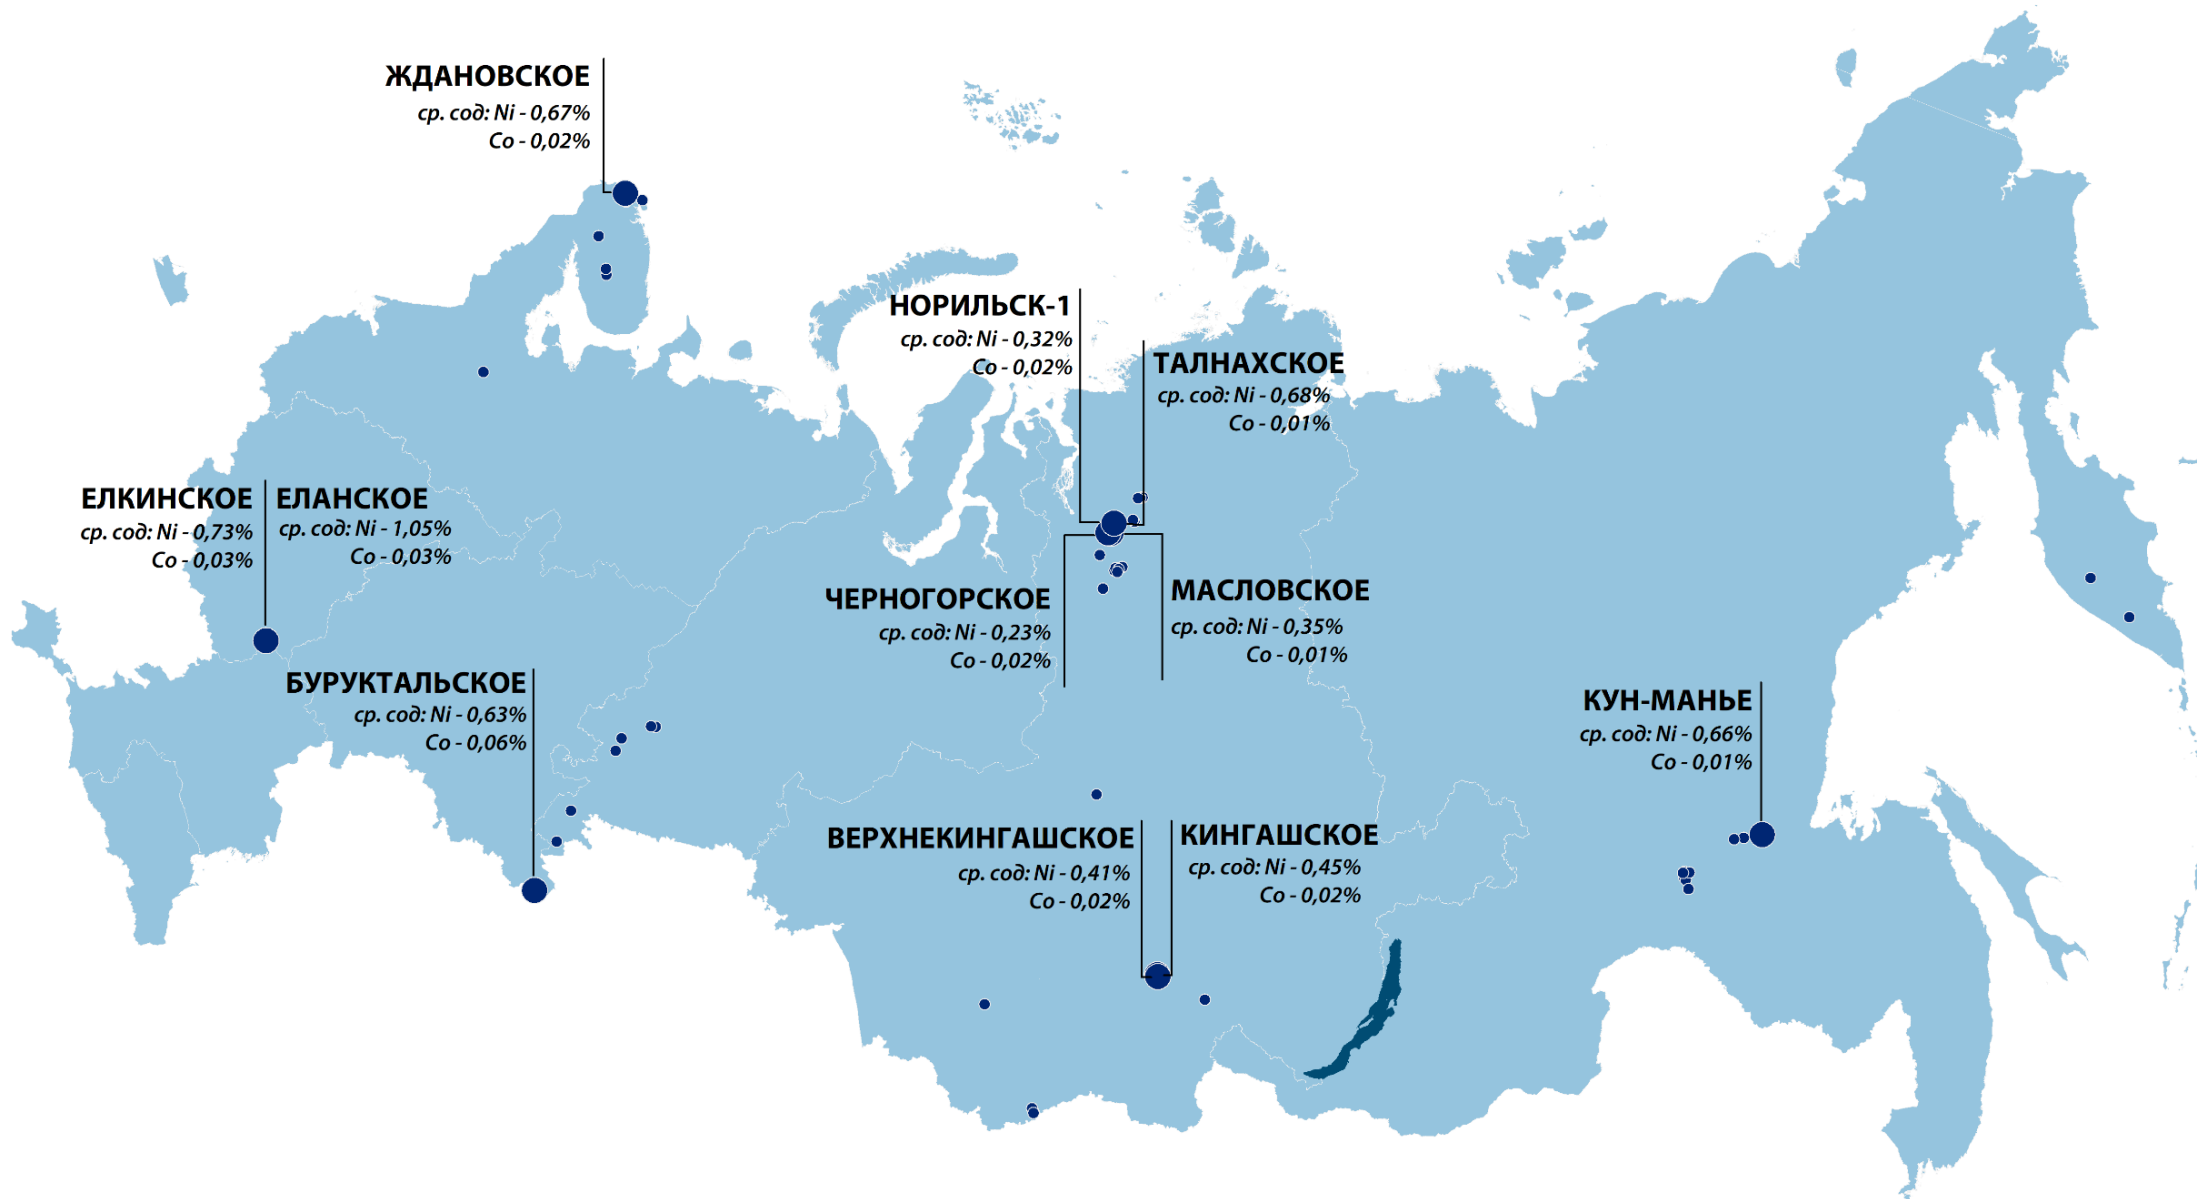 ЖДАНОВСКОЕ
ср. сод: Ni - 0,67%
Co - 0,02%
НОРИЛЬСК-1
ср. сод: Ni - 0,32%
Co - 0,02%
ТАЛНАХСКОЕ
ср. сод: Ni - 0,68%
Co - 0,01%
ЕЛКИНСКОЕ
ср. сод: Ni - 0,73%
Co - 0,03%
ЕЛАНСКОЕ
ср. сод: Ni - 1,05%
Co - 0,03%
ЧЕРНОГОРСКОЕ
ср. сод: Ni - 0,23%
Co - 0,02%
МАСЛОВСКОЕ
ср. сод: Ni - 0,35%
Co - 0,01%
БУРУКТАЛЬСКОЕ
ср. сод: Ni - 0,63%
Co - 0,06%
КУН-МАНЬЕ
ср. сод: Ni - 0,66%
Co - 0,01%
ВЕРХНЕКИНГАШСКОЕ
ср. сод: Ni - 0,41%
Co - 0,02%
КИНГАШСКОЕ
ср. сод: Ni - 0,45%
Co - 0,02%